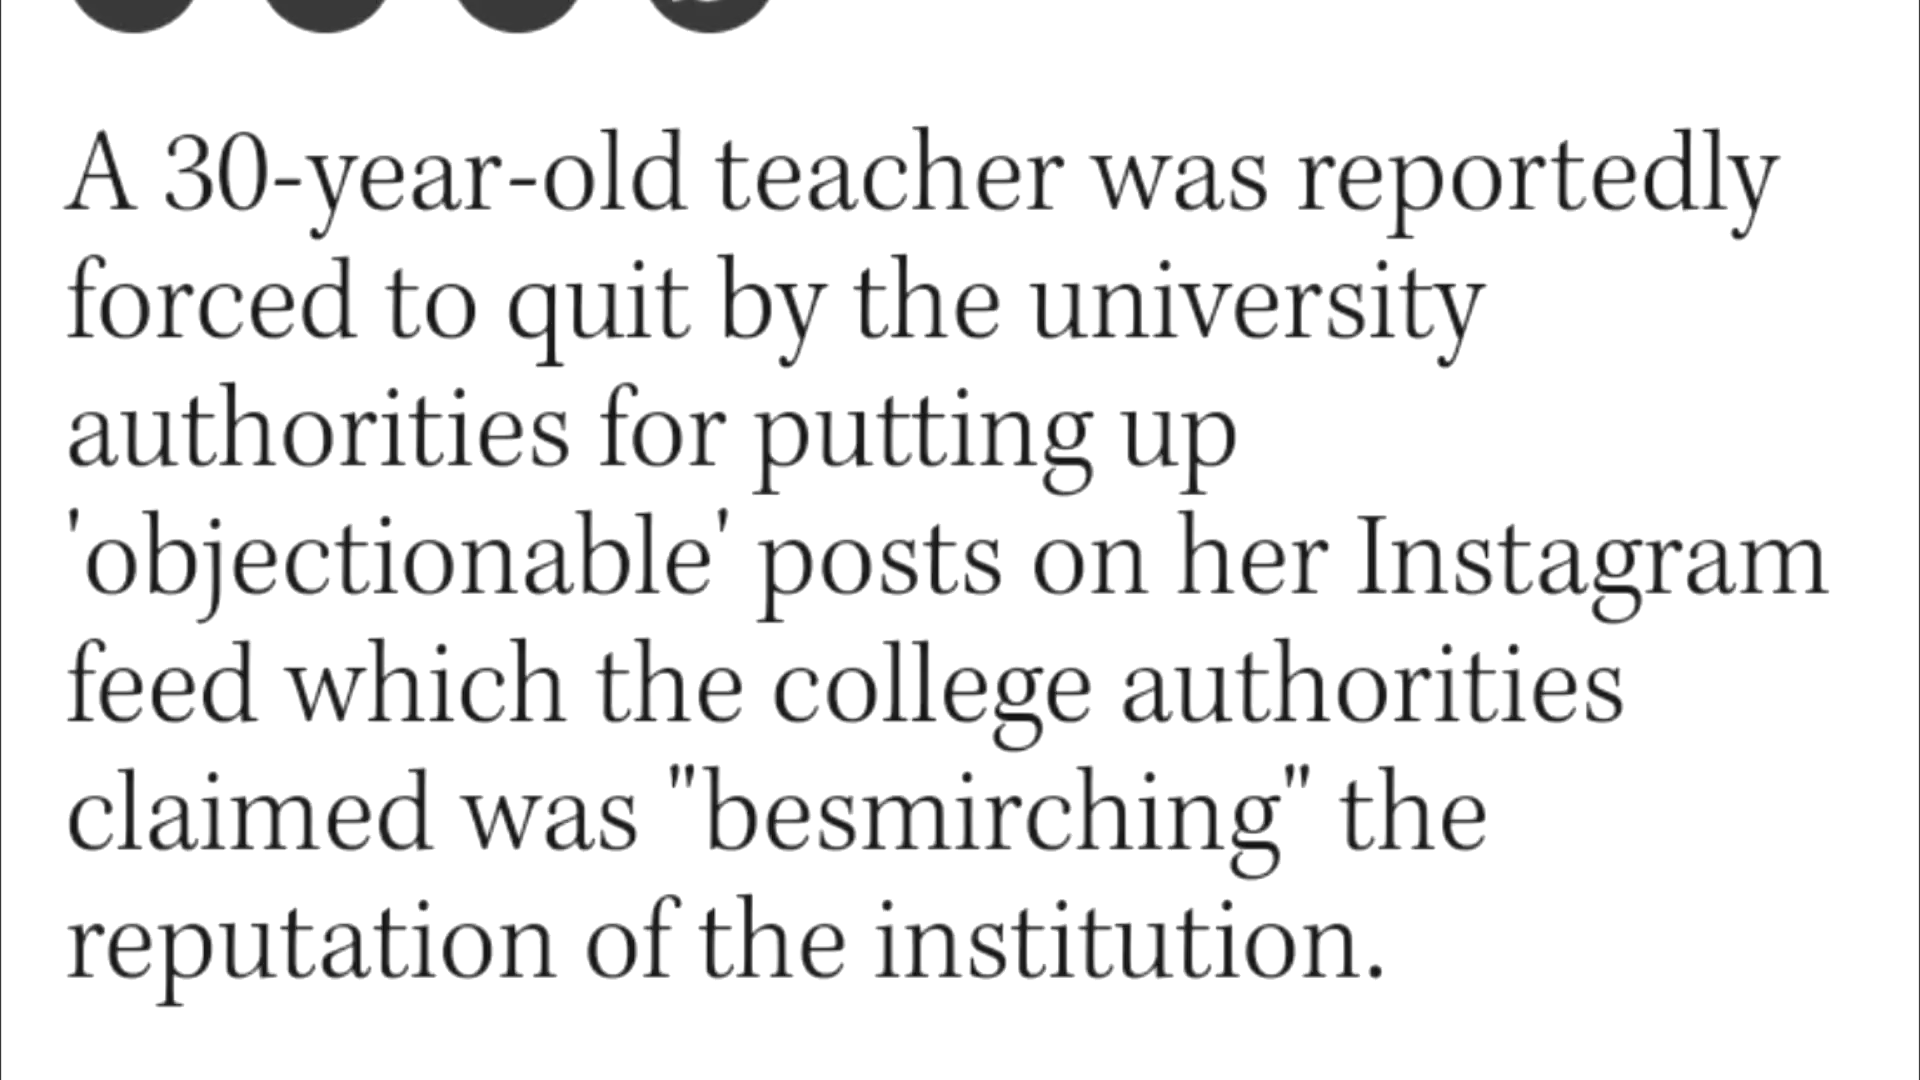 A 30-year-old teacher was reportedly
forced to quit by the university
authorities for putting up
'objectionable' posts on her Instagram
feed which the college authorities
claimed was "besmirching" the
reputation of the institution.